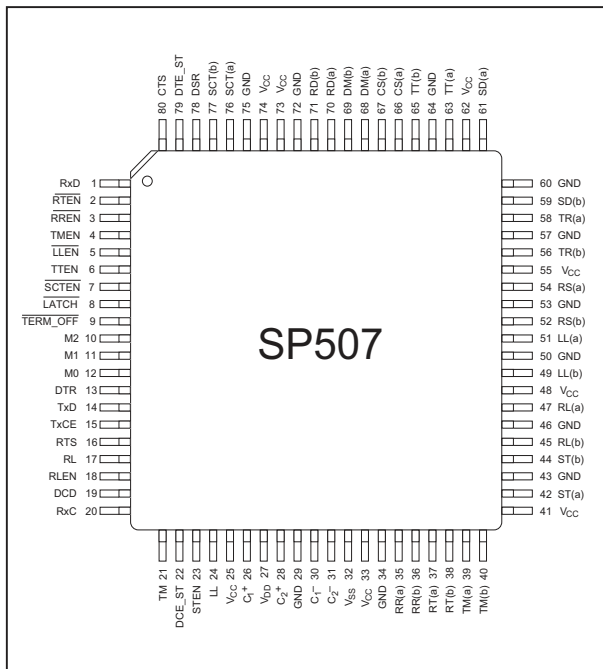 80 CTS
79 DTE_ST
78 DSR
77 SCT(b)
76 SCT(a)
75 GND
74 VCC
73 VCC
72 GND
71 RD(b)
70 RD(a)
69 DM(b)
68 DM(a)
67 CS(b)
66 CS(a)
65 TT(b)
64 GND
63 TT(a)
62 VCC
61 SD(a)
RxD 1
RTEN 2
RREN 3
TMEN 4
LLEN 5
TTEN 6
SCTEN 7
LATCH 8
TERM_OFF 9
M2 10
M1 11
M0 12
DTR 13
TxD 14
TxCE 15
RTS 16
RL 17
RLEN 18
DCD 19
RxC 20
SP507
60 GND
59 SD(b)
58 TR(a)
57 GND
56 TR(b)
55 VCC
54 RS(a)
53 GND
52 RS(b)
51 LL(a)
50 GND
49 LL(b)
48 VCC
47 RL(a)
46 GND
45 RL(b)
44 ST(b)
43 GND
42 ST(a)
41 VCC
TM 21
DCE_ST 22
STEN 23
LL 24
VCC 25
C1+ 26
VDD 27
C2+ 28
GND 29
C1− 30
C2− 31
VSS 32
VCC 33
GND 34
RR(a) 35
RR(b) 36
RT(a) 37
RT(b) 38
TM(a) 39
TM(b) 40